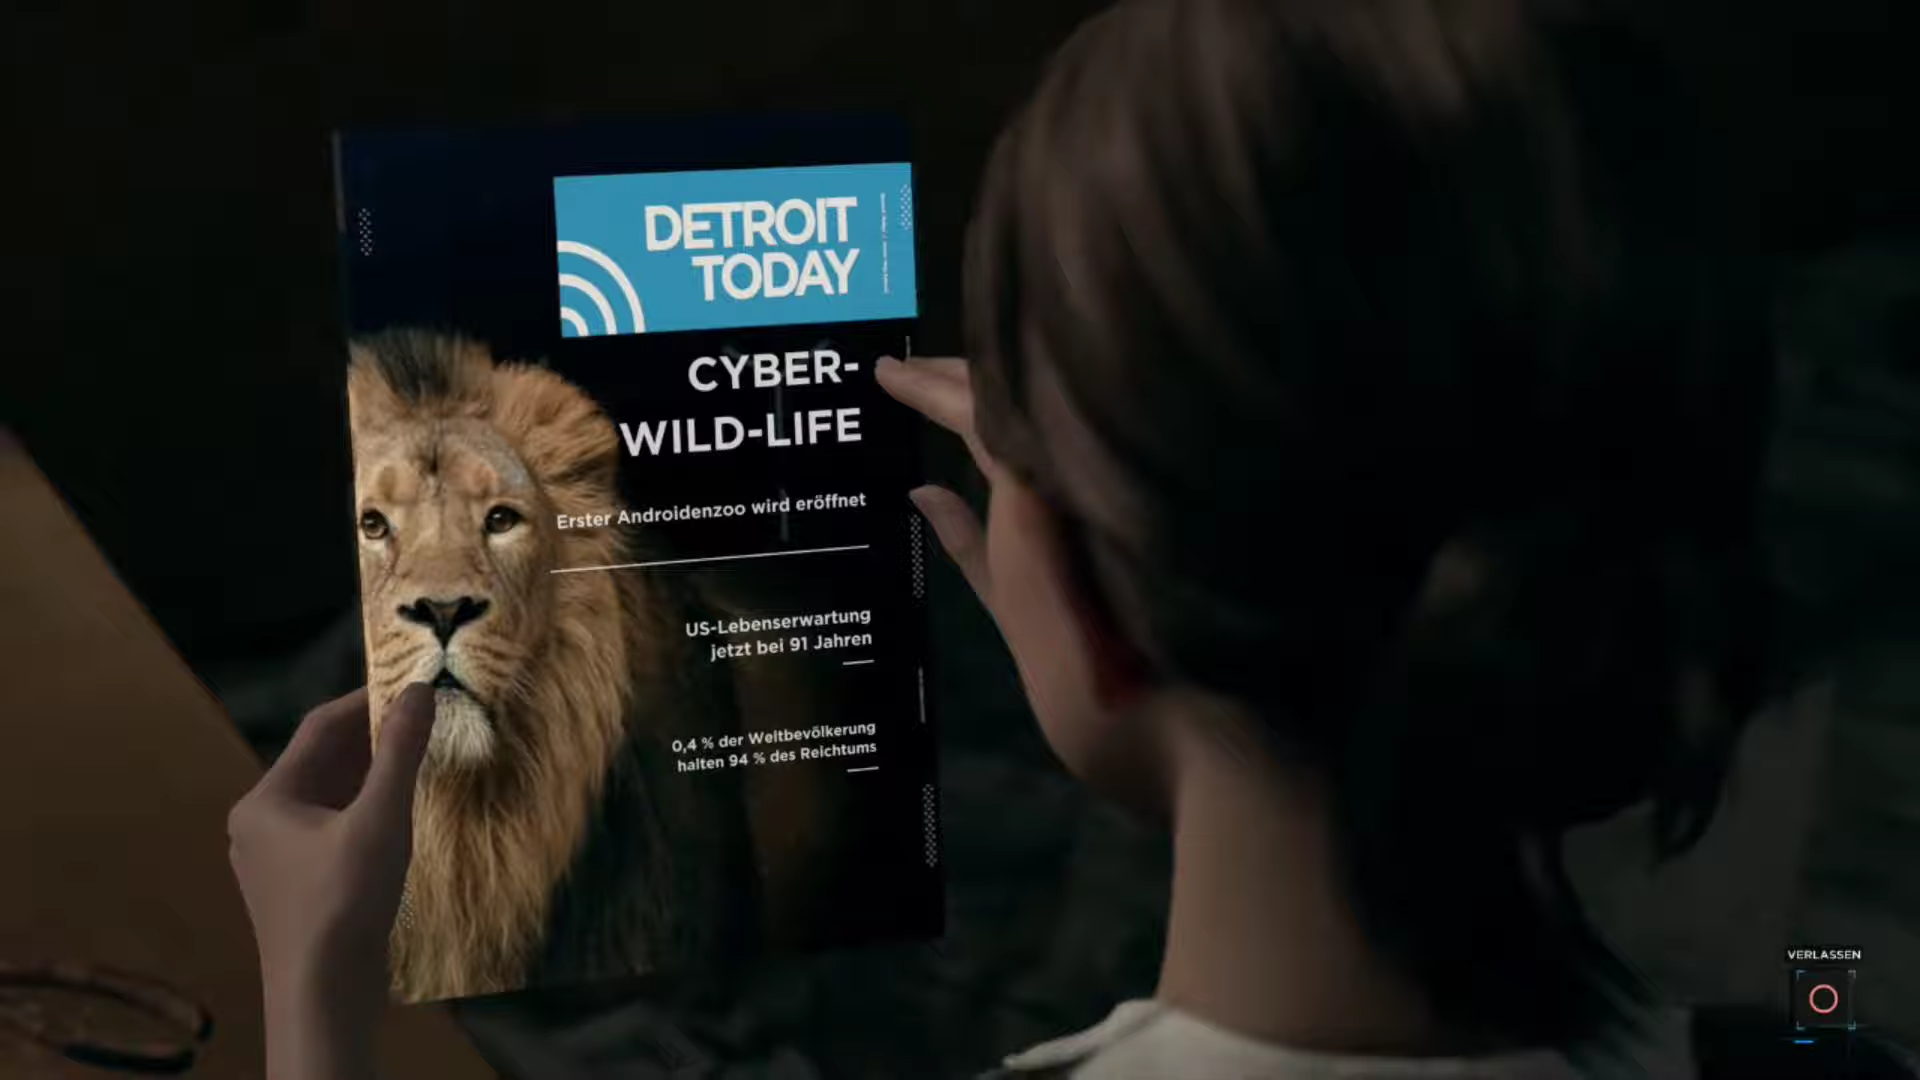 DETROIT
TODAY
CYBER-
WILD-LIFE
Erster Androidenzoo wird eröffnet
US-Lebenserwartung
jetzt bei 91 Jahren
0,4 % der Weltbevölkerung
halten 94 % des Reichtums
VERLASSEN